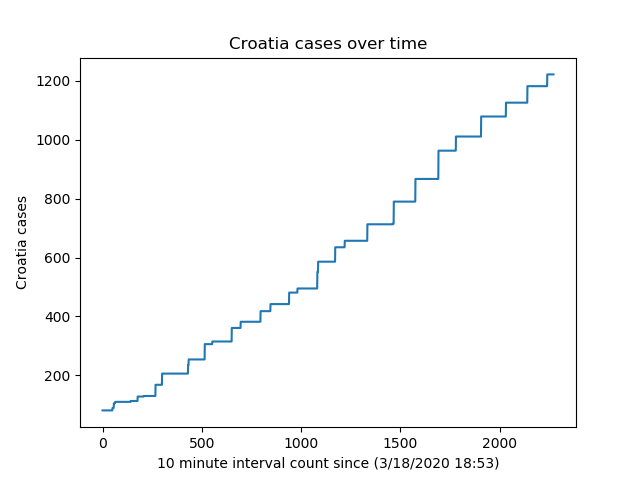 Croatia cases over time
1200
1000
800
600
400
200
Croatia cases
0 500 1000 1500 2000
10 minute interval count since (3/18/2020 18:53)